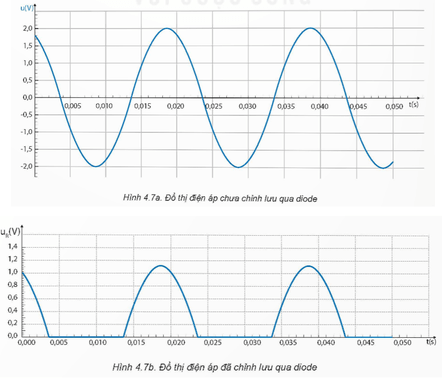 u(V)
2,0
1,5
1,0
0,5
0,0
0,005 0,010 0,015 0,020 0,025 0,030 0,035 0,040 0,045 0,050 t(s)
-0,5
-1,0
-1,5
-2,0
Hình 4.7a. Đồ thị điện áp chưa chỉnh lưu qua diode
uR(V)
1,4
1,2
1,0
0,8
0,6
0,4
0,2
0,0
0,000 0,005 0,010 0,015 0,020 0,025 0,030 0,035 0,040 0,045 0,050 t(s)
Hình 4.7b. Đồ thị điện áp đã chỉnh lưu qua diode